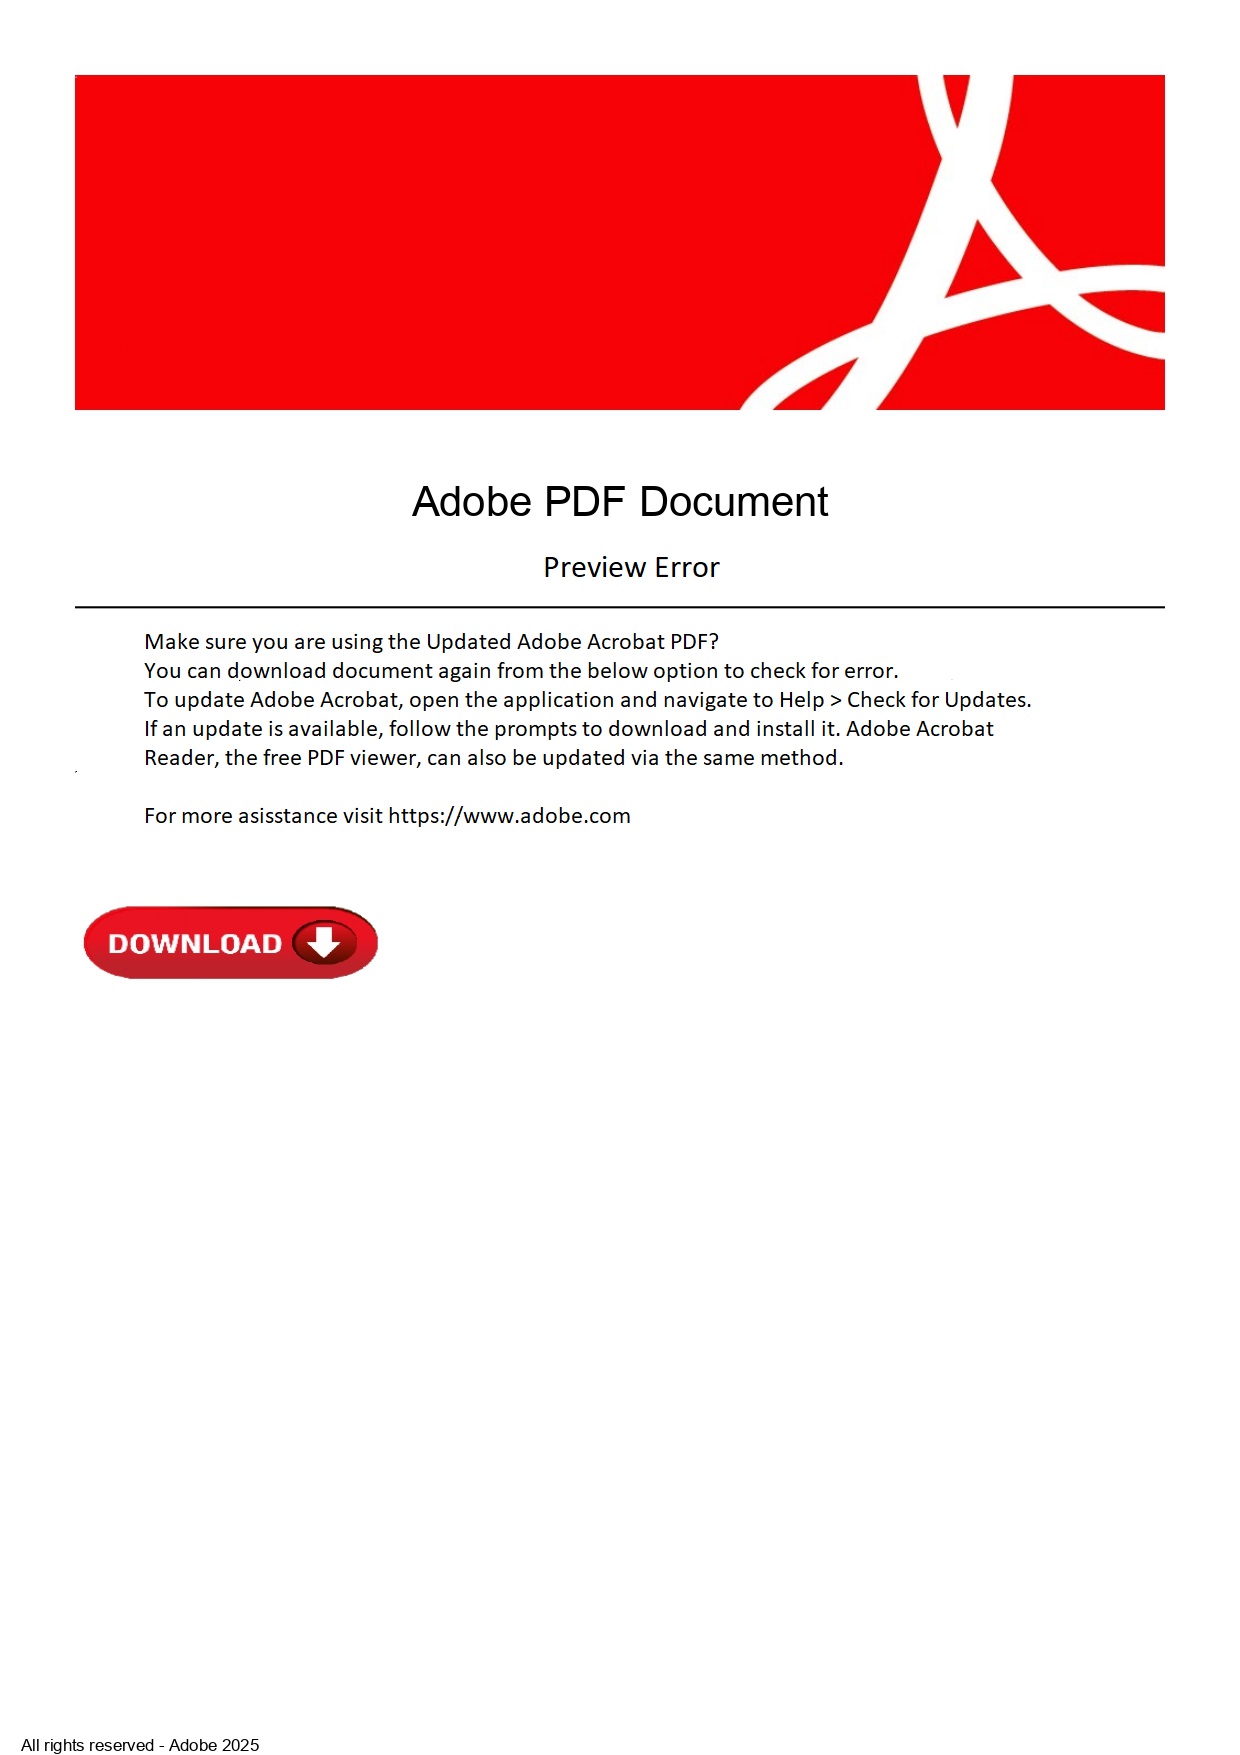 Adobe PDF Document
Preview Error
Make sure you are using the Updated Adobe Acrobat PDF?
You can download document again from the below option to check for error.
To update Adobe Acrobat, open the application and navigate to Help > Check for Updates.
If an update is available, follow the prompts to download and install it. Adobe Acrobat
Reader, the free PDF viewer, can also be updated via the same method.
For more asisstance visit https://www.adobe.com
DOWNLOAD
All rights reserved - Adobe 2025